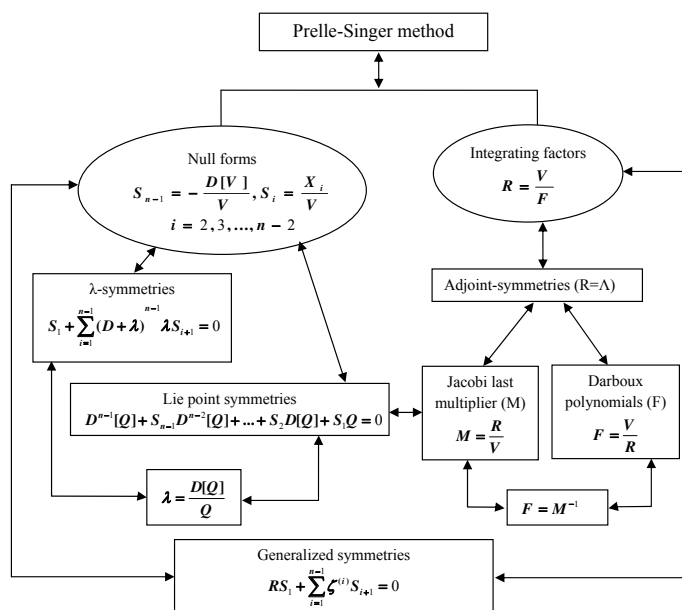 Prelle-Singer method
Null forms
S_{n-1} = - D[V] / V, S_i = X_i / V
i = 2,3,...,n-2
Integrating factors
R = V / F
λ-symmetries
S_1 + \sum_{i=1}^{n-1} (D+λ)^{n-1} λS_{i+1} = 0
Adjoint-symmetries (R=Λ)
Lie point symmetries
D^{n-1}[Q]+S_{n-1}D^{n-2}[Q]+...+S_2D[Q]+S_1Q=0
Jacobi last
multiplier (M)
M = R / V
Darboux
polynomials (F)
F = V / R
λ = D[Q] / Q
F = M^{-1}
Generalized symmetries
RS_1 + \sum_{i=1}^{n-1} ζ^{(i)} S_{i+1} = 0